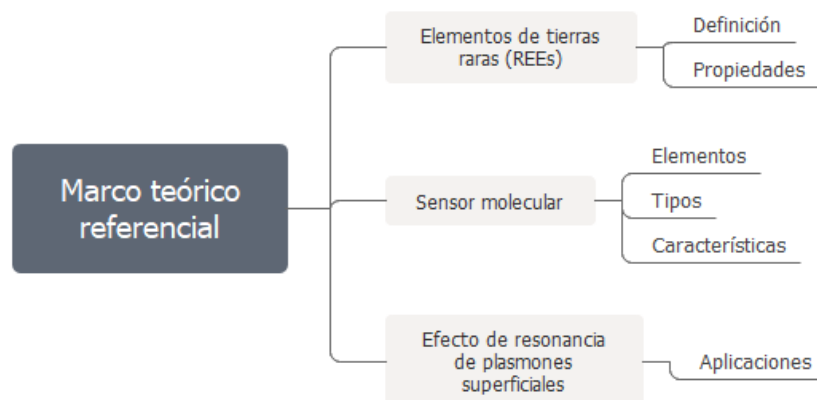 Marco teórico
referencial
Elementos de tierras
raras (REEs)
Definición
Propiedades
Sensor molecular
Elementos
Tipos
Característícas
Efecto de resonancia
de plasmones
superficiales
Aplicaciones